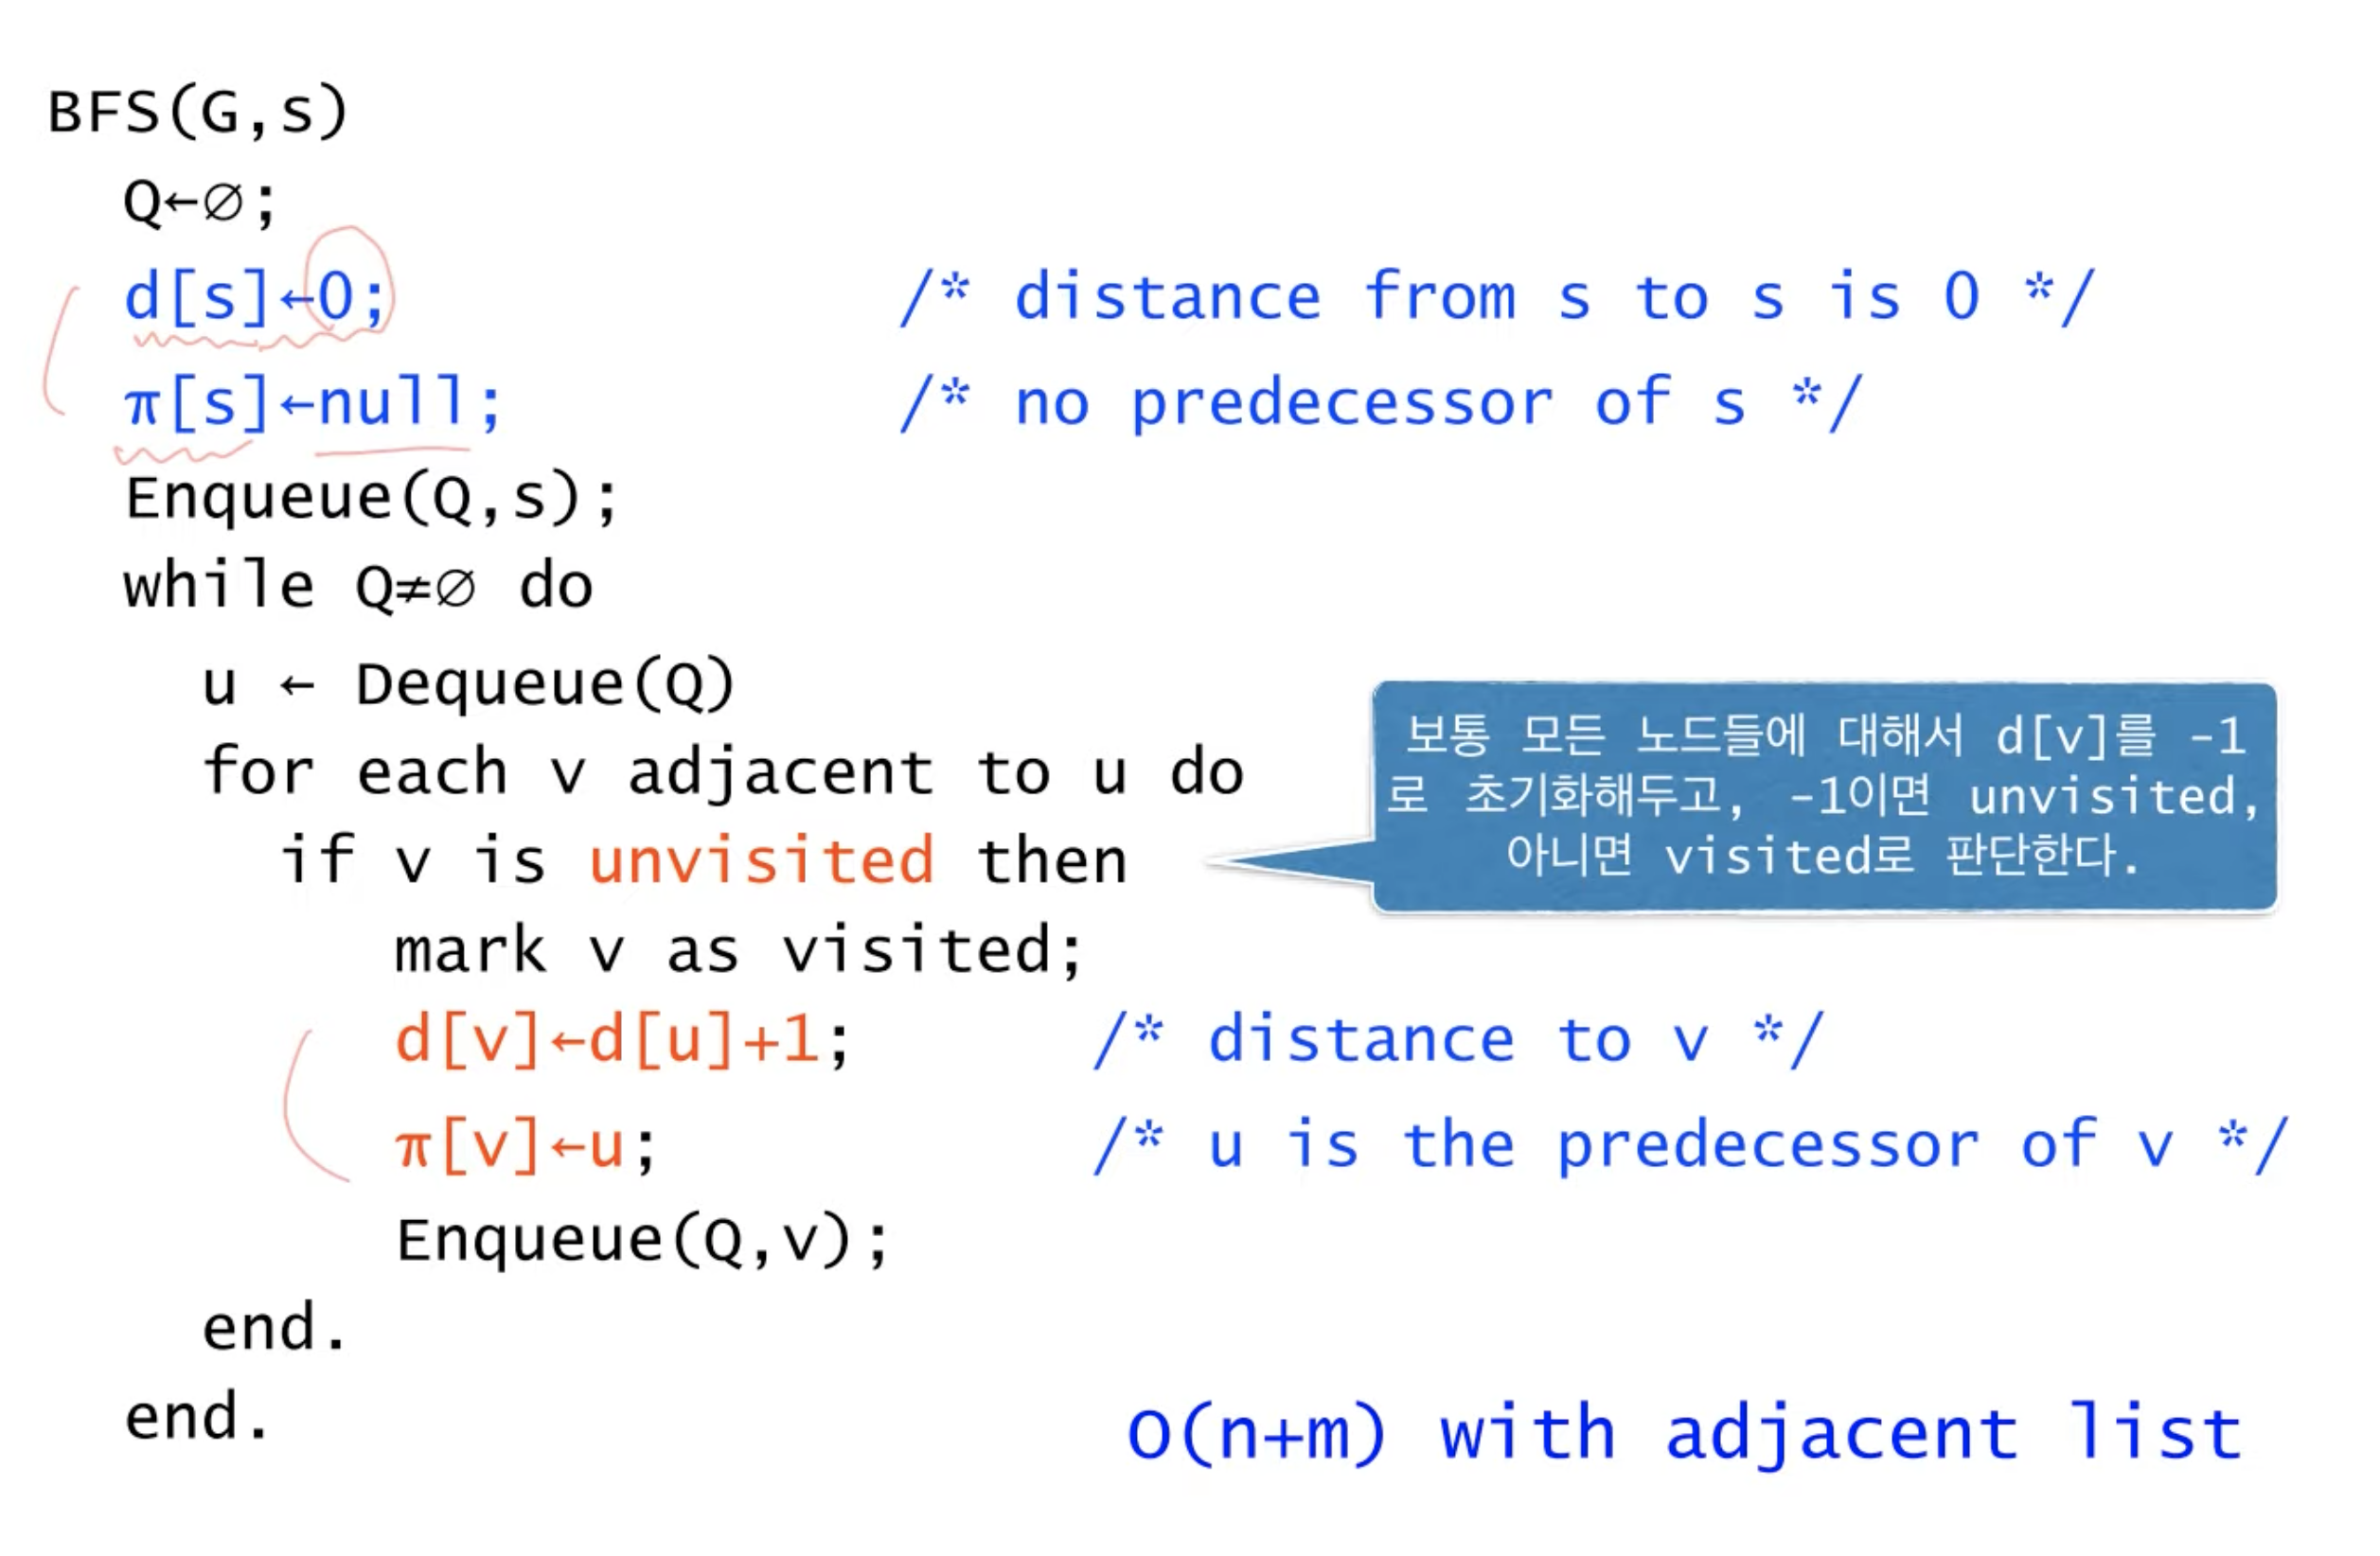 BFS(G,s)
Q←∅;
d[s]←0; /* distance from s to s is 0 */
π[s]←null; /* no predecessor of s */
Enqueue(Q,s);
while Q≠∅ do
u ← Dequeue(Q)
for each v adjacent to u do
if v is unvisited then
보통 모든 노드들에 대해서 d[v]를 -1
로 초기화해두고, -1이면 unvisited,
아니면 visited로 판단한다.
mark v as visited;
d[v]←d[u]+1; /* distance to v */
π[v]←u; /* u is the predecessor of v */
Enqueue(Q,v);
end.
end.
O(n+m) with adjacent list